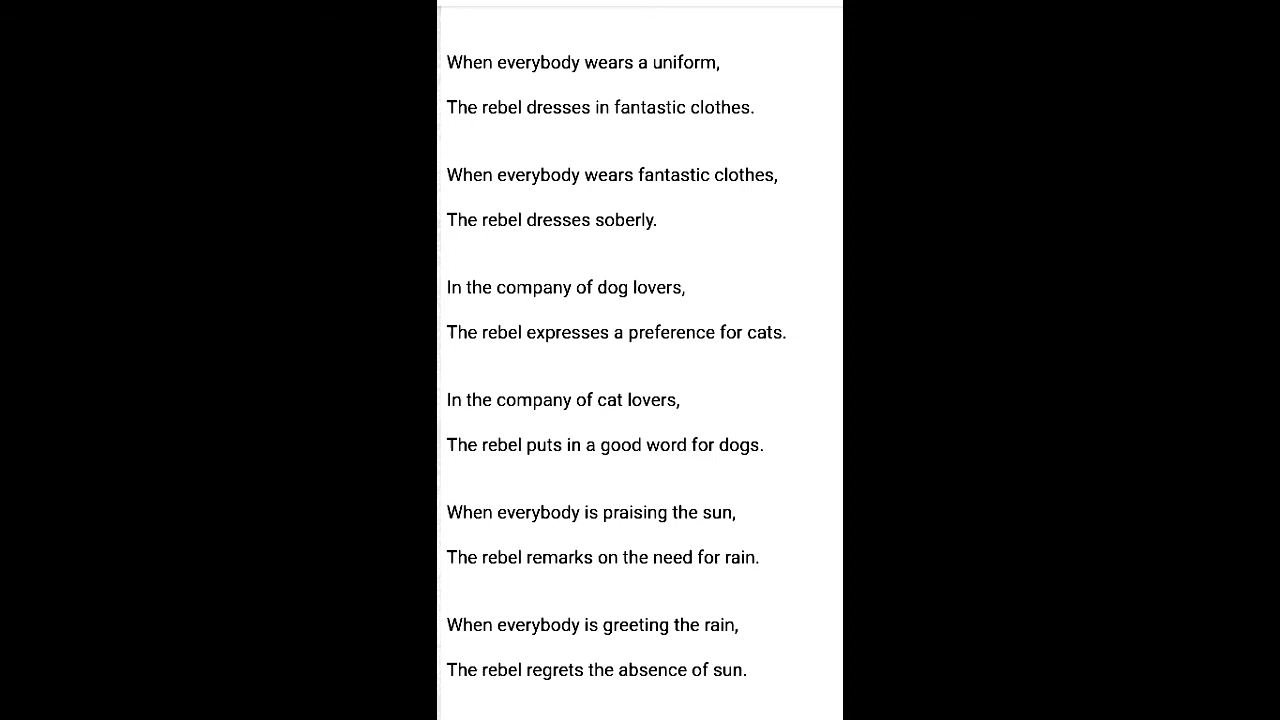 When everybody wears a uniform,
The rebel dresses in fantastic clothes.
When everybody wears fantastic clothes,
The rebel dresses soberly.
In the company of dog lovers,
The rebel expresses a preference for cats.
In the company of cat lovers,
The rebel puts in a good word for dogs.
When everybody is praising the sun,
The rebel remarks on the need for rain.
When everybody is greeting the rain,
The rebel regrets the absence of sun.